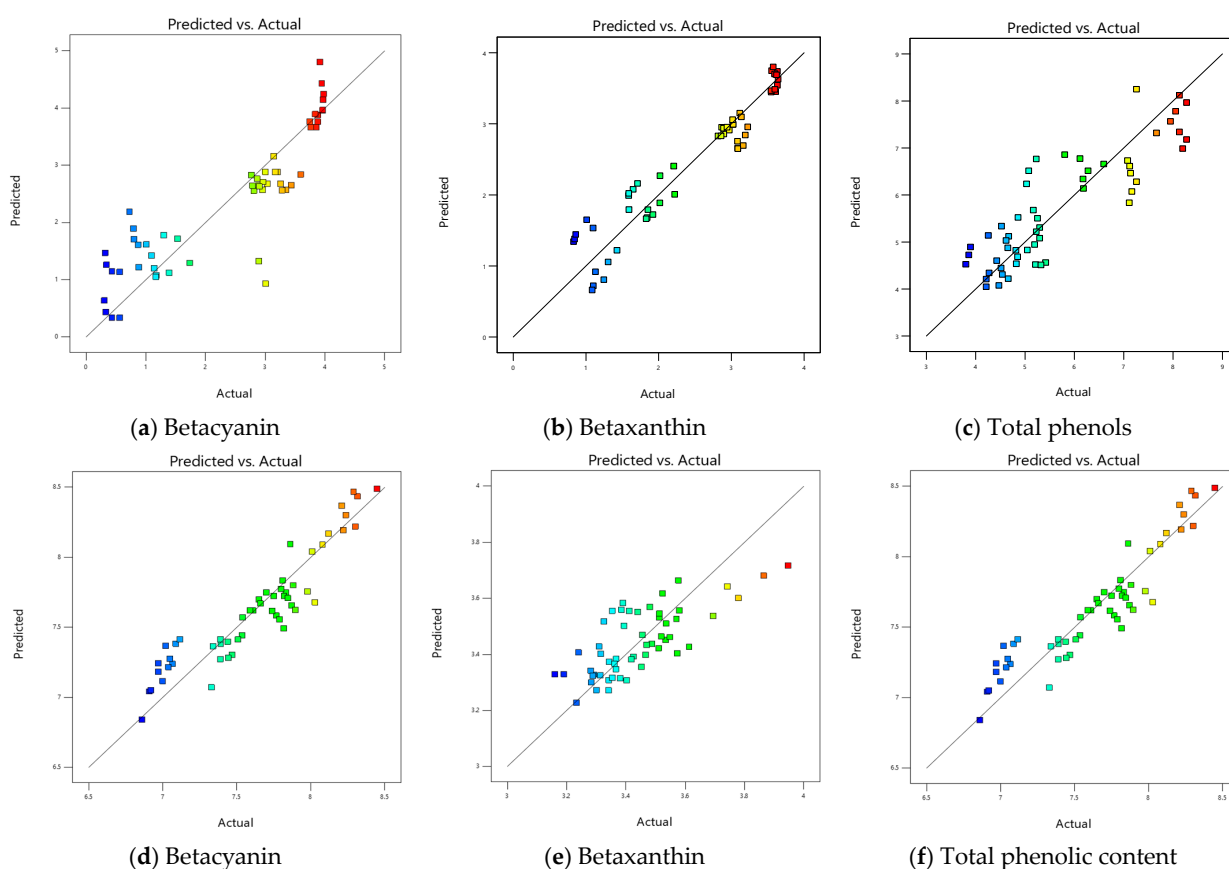 Predicted vs. Actual
5
4
3
2
1
0
Predicted
0 1 2 3 4 5
Actual
(a) Betacyanin
Predicted vs. Actual
4
3
2
1
0
Predicted
0 1 2 3 4
Actual
(b) Betaxanthin
Predicted vs. Actual
9
8
7
6
5
4
3
Predicted
3 4 5 6 7 8 9
Actual
(c) Total phenols
Predicted vs. Actual
8.5
8
7.5
7
6.5
Predicted
6.5 7 7.5 8 8.5
Actual
(d) Betacyanin
Predicted vs. Actual
4
3.8
3.6
3.4
3.2
3
Predicted
3 3.2 3.4 3.6 3.8 4
Actual
(e) Betaxanthin
Predicted vs. Actual
8.5
8
7.5
7
6.5
Predicted
6.5 7 7.5 8 8.5
Actual
(f) Total phenolic content